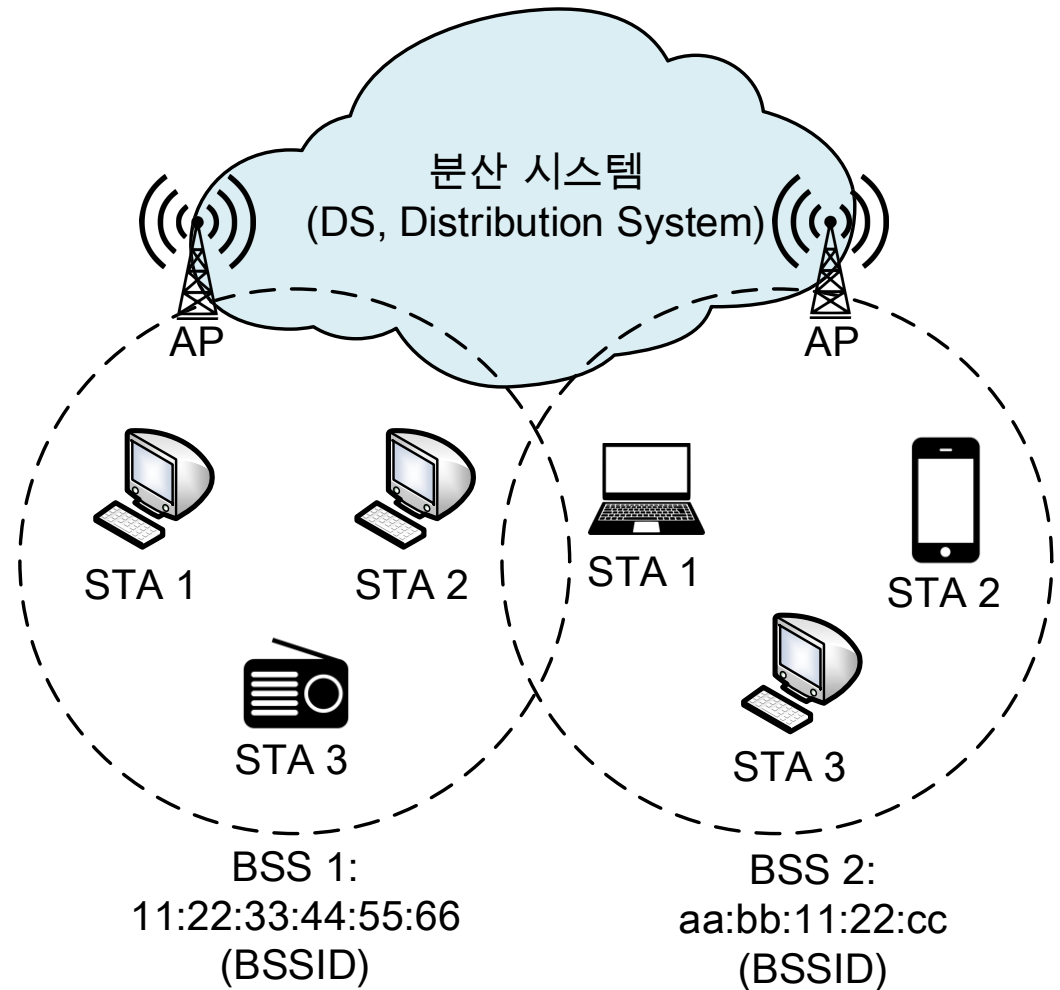 분산 시스템
(DS, Distribution System)
AP
AP
STA 1
STA 2
STA 3
STA 1
STA 2
STA 3
BSS 1:
11:22:33:44:55:66
(BSSID)
BSS 2:
aa:bb:11:22:cc
(BSSID)